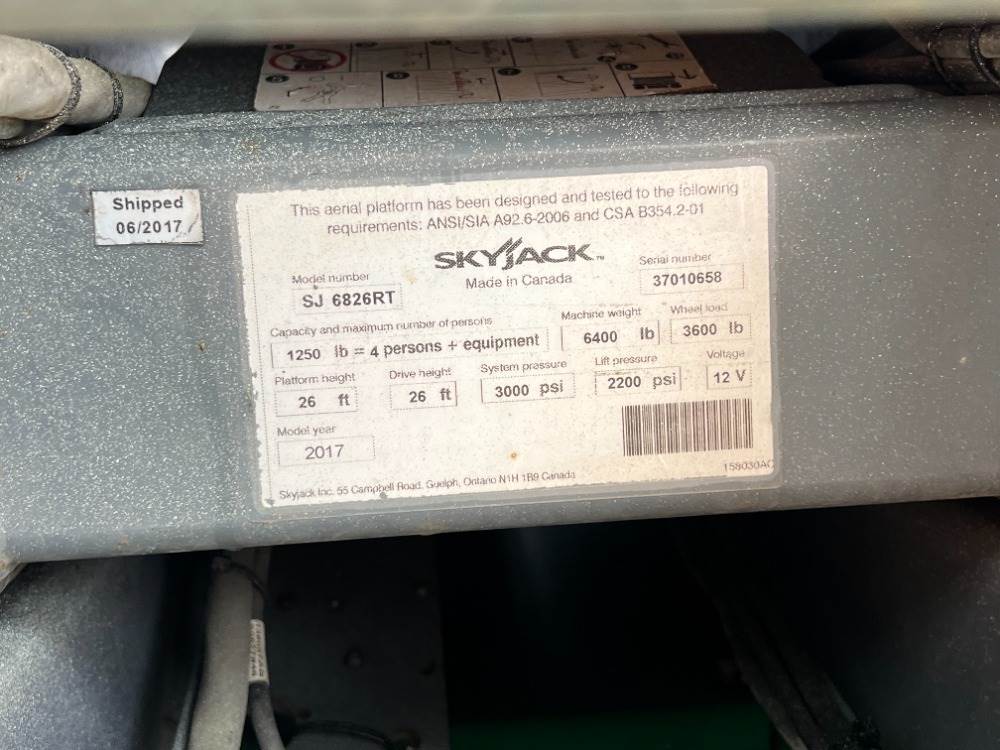 Shipped
06/2017
This aerial platform has been designed and tested to the following
requirements: ANSI/SIA A92.6-2006 and CSA B354.2-01
SKYJACK™
Made in Canada
Model number
SJ 6826RT
Serial number
37010658
Capacity and maximum number of persons
1250 lb = 4 persons + equipment
Machine weight
6400 lb
Wheel load
3600 lb
Platform height
26 ft
Drive height
26 ft
System pressure
3000 psi
Lift pressure
2200 psi
Voltage
12 V
Model year
2017
158030AC
Skyjack Inc. 55 Campbell Road, Guelph, Ontario N1H 1B9 Canada